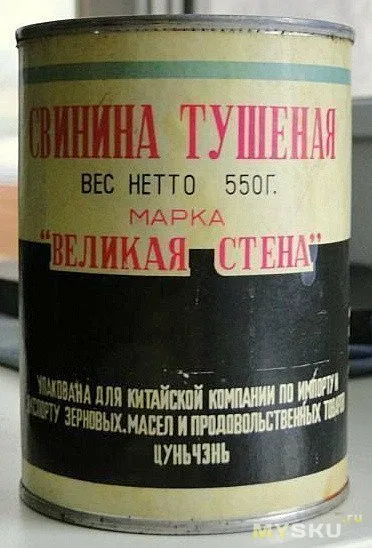 СВИНИНА ТУШЕНАЯ
ВЕС НЕТТО 550Г.
МАРКА
"ВЕЛИКАЯ СТЕНА"
УПАКОВАНА ДЛЯ КИТАЙСКОЙ КОМПАНИИ ПО ИМПОРТУ И
ЭКСПОРТУ ЗЕРНОВЫХ. МАСЕЛ И ПРОДОВОЛЬСТВЕННЫХ
ЦУНЬЧЭНЬ
MYSKU.ru